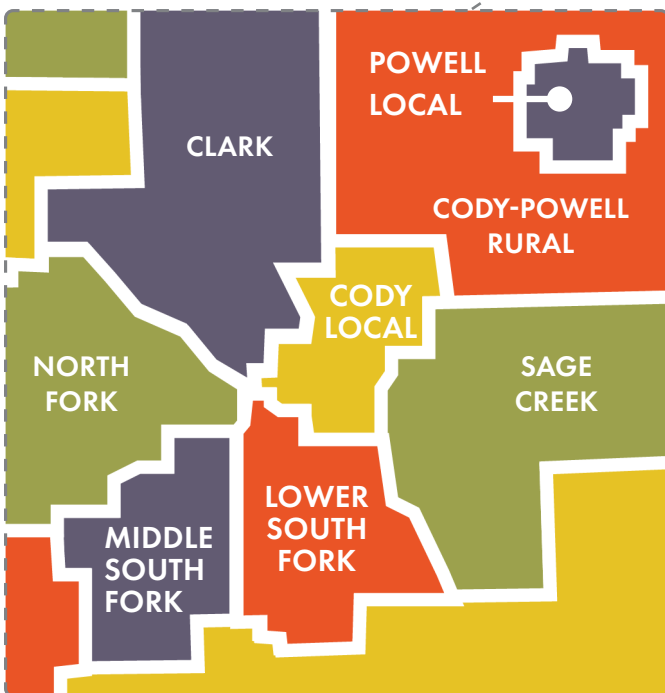 POWELL
LOCAL
CLARK
CODY-POWELL
RURAL
CODY
LOCAL
NORTH
FORK
SAGE
CREEK
LOWER
SOUTH
FORK
MIDDLE
SOUTH
FORK